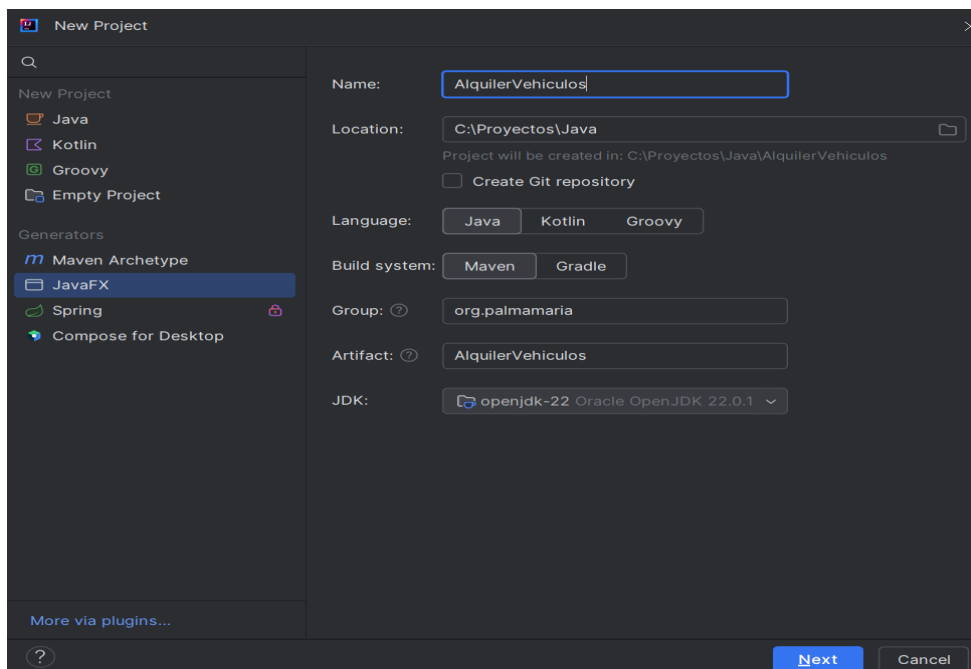 New Project
New Project
Java
Kotlin
Groovy
Empty Project
Generators
Maven Archetype
JavaFX
Spring
Compose for Desktop
More via plugins...
Name:
AlquilerVehiculos
Location:
C:\Proyectos\Java
Project will be created in: C:\Proyectos\Java\AlquilerVehiculos
Create Git repository
Language:
Java Kotlin Groovy
Build system:
Maven Gradle
Group: ?
org.palmamaria
Artifact: ?
AlquilerVehiculos
JDK:
openjdk-22 Oracle OpenJDK 22.0.1
?
Next Cancel